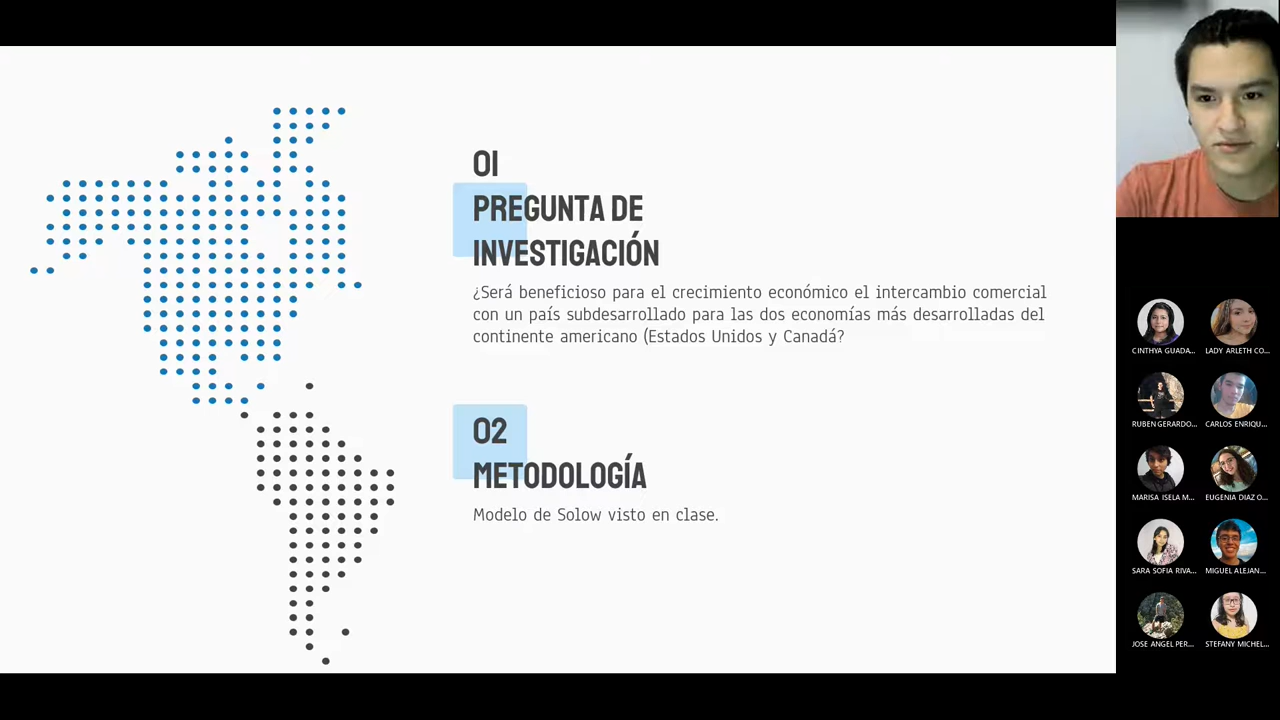 01
PREGUNTA DE
INVESTIGACIÓN
¿Será beneficioso para el crecimiento económico el intercambio comercial
con un país subdesarrollado para las dos economías más desarrolladas del
continente americano (Estados Unidos y Canadá?
02
METODOLOGÍA
Modelo de Solow visto en clase.
CINTHYA GUADA...
LADY ARLETH CO...
RUBEN GERARDO...
CARLOS ENRIQU...
MARISA ISELA M...
EUGENIA DIAZ O...
SARA SOFIA RIVA...
MIGUEL ALEJAN...
JOSE ANGEL PER...
STEFANY MICHEL...